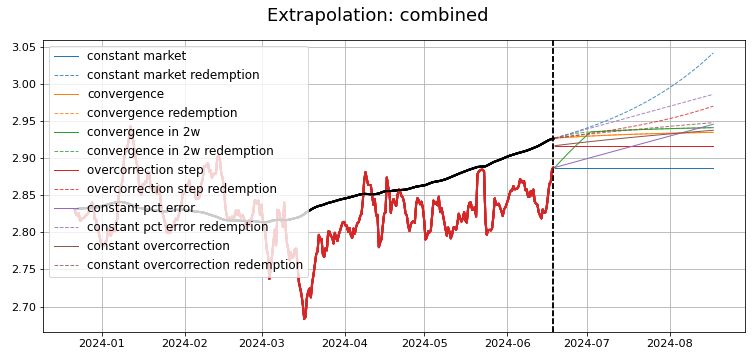 Extrapolation: combined
3.05
3.00
2.95
2.90
2.85
2.80
2.75
2.70
constant market
constant market redemption
convergence
convergence redemption
convergence in 2w
convergence in 2w redemption
overcorrection step
overcorrection step redemption
constant pct error
constant pct error redemption
constant overcorrection
constant overcorrection redemption
2024-01
2024-02
2024-03
2024-04
2024-05
2024-06
2024-07
2024-08